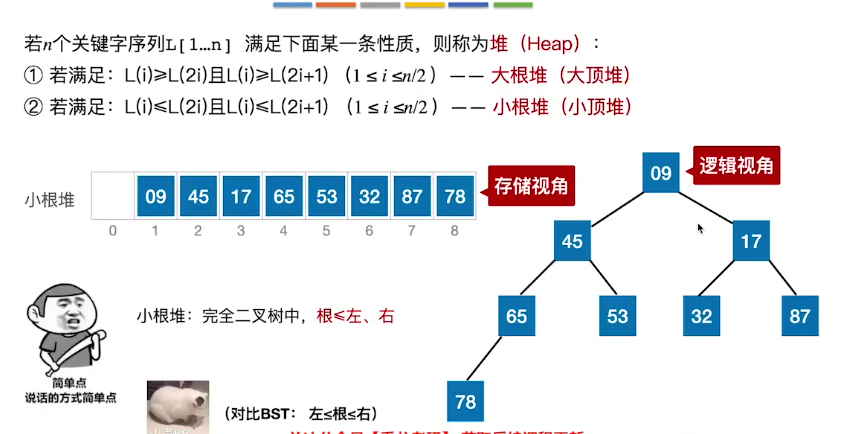 若n个关键字序列L[1…n] 满足下面某一条性质，则称为堆（Heap）：
① 若满足：L(i)≥L(2i)且L(i)≥L(2i+1)（1 ≤ i ≤n/2 ）—— 大根堆（大顶堆）
② 若满足：L(i)≤L(2i)且L(i)≤L(2i+1)（1 ≤ i ≤n/2 ）—— 小根堆（小顶堆）
09
逻辑视角
小根堆
09 45 17 65 53 32 87 78
存储视角
0 1 2 3 4 5 6 7 8
45 17
小根堆：完全二叉树中，根≤左、右
65 53 32 87
简单点
说话的方式简单点
78
（对比BST： 左≤根≤右）